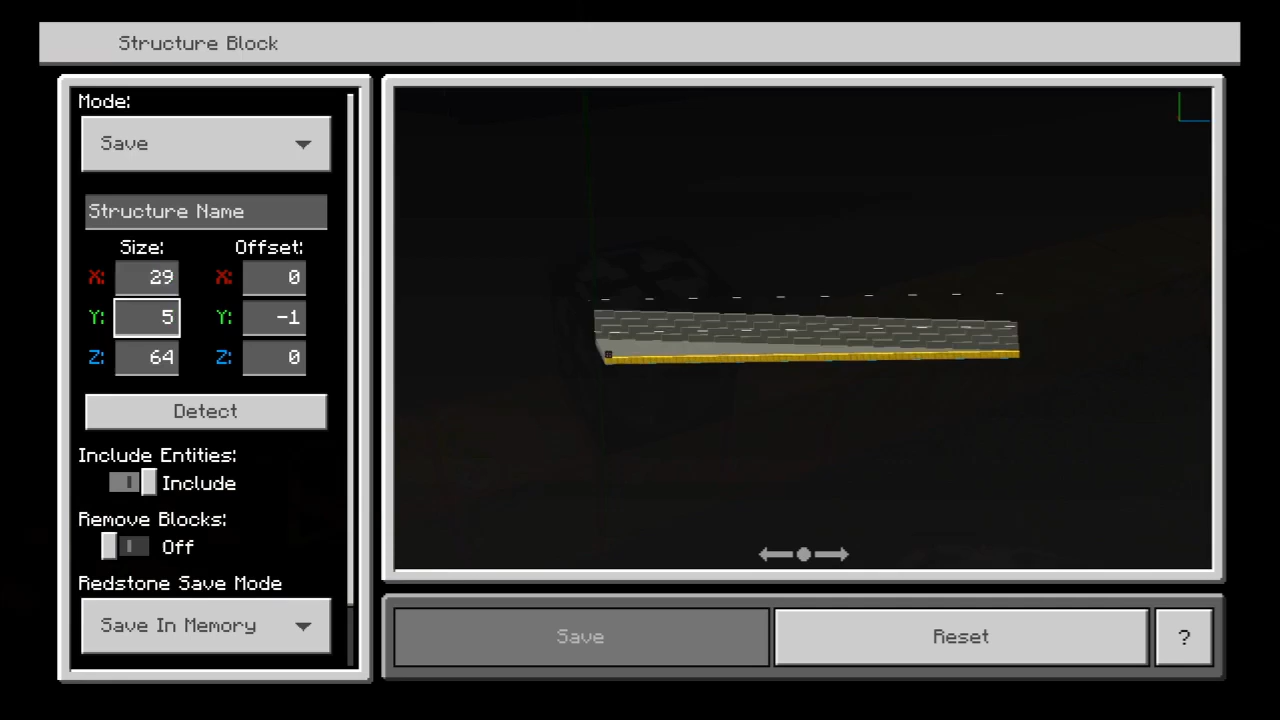 Structure Block
Mode:
Save
Structure Name
Size: Offset:
X: 29 X: 0
Y: 5 Y: -1
Z: 64 Z: 0
Detect
Include Entities:
Include
Remove Blocks:
Off
Redstone Save Mode
Save In Memory
Save Reset ?